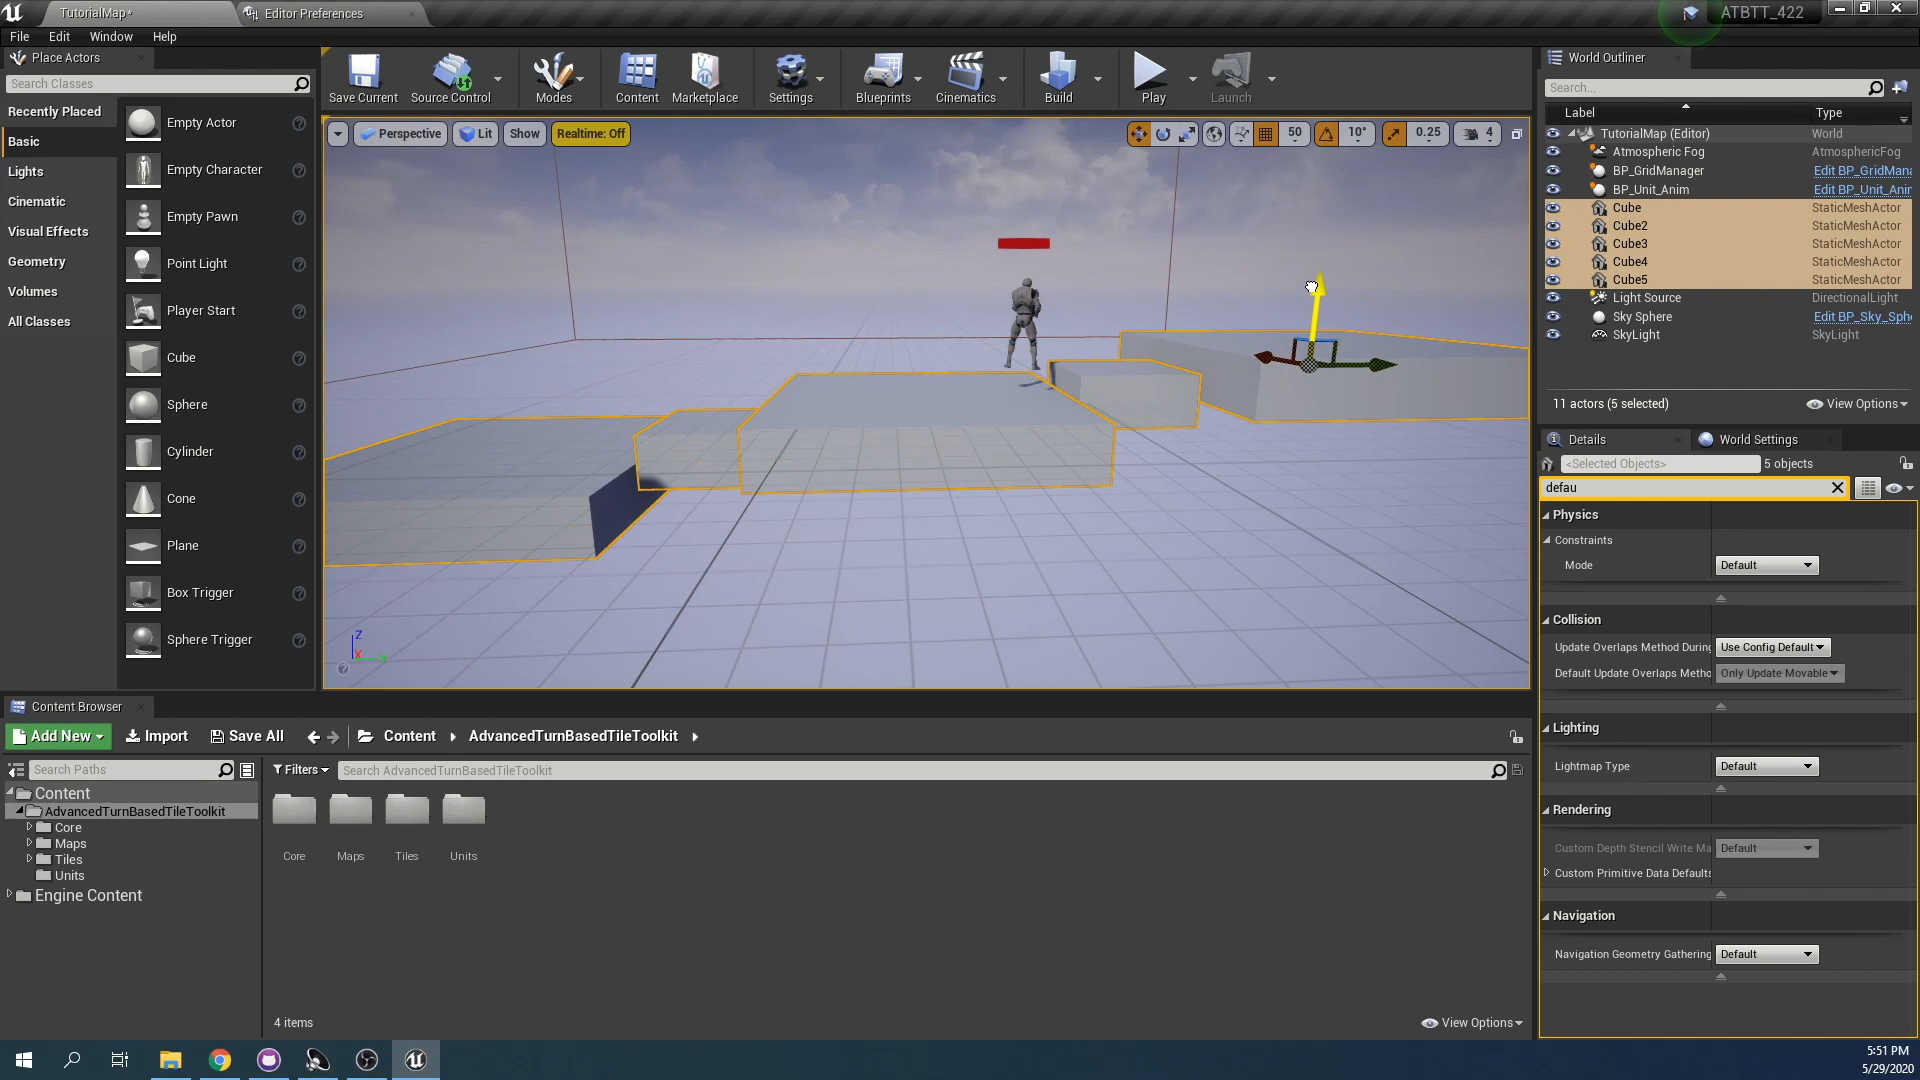 TutorialMap*
Editor Preferences
ATBTT_422
File
Edit
Window
Help
Place Actors
Search Classes
Recently Placed
Basic
Lights
Cinematic
Visual Effects
Geometry
Volumes
All Classes
Empty Actor
Empty Character
Empty Pawn
Point Light
Player Start
Cube
Sphere
Cylinder
Cone
Plane
Box Trigger
Sphere Trigger
Save Current
Source Control
Modes
Content
Marketplace
Settings
Blueprints
Cinematics
Build
Play
Launch
Perspective
Lit
Show
Realtime: Off
50
10°
0.25
4
Z
X
World Outliner
Search...
Label Type
TutorialMap (Editor) World
Atmospheric Fog AtmosphericFog
BP_GridManager Edit BP_GridMana
BP_Unit_Anim Edit BP_Unit_Anin
Cube StaticMeshActor
Cube2 StaticMeshActor
Cube3 StaticMeshActor
Cube4 StaticMeshActor
Cube5 StaticMeshActor
Light Source DirectionalLight
Sky Sphere Edit BP_Sky_Sphe
SkyLight SkyLight
11 actors (5 selected)
View Options
Details
World Settings
<Selected Objects>
5 objects
defau
Physics
Constraints
Mode Default
Collision
Update Overlaps Method During Use Config Default
Default Update Overlaps Metho Only Update Movable
Lighting
Lightmap Type Default
Rendering
Custom Depth Stencil Write Ma Default
Custom Primitive Data Defaults
Navigation
Navigation Geometry Gathering Default
Content Browser
Add New
Import
Save All
Content
AdvancedTurnBasedTileToolkit
Search Paths
Filters
Search AdvancedTurnBasedTileToolkit
Content
AdvancedTurnBasedTileToolkit
Core
Maps
Tiles
Units
Engine Content
Core
Maps
Tiles
Units
4 items
View Options
5:51 PM
5/29/2020